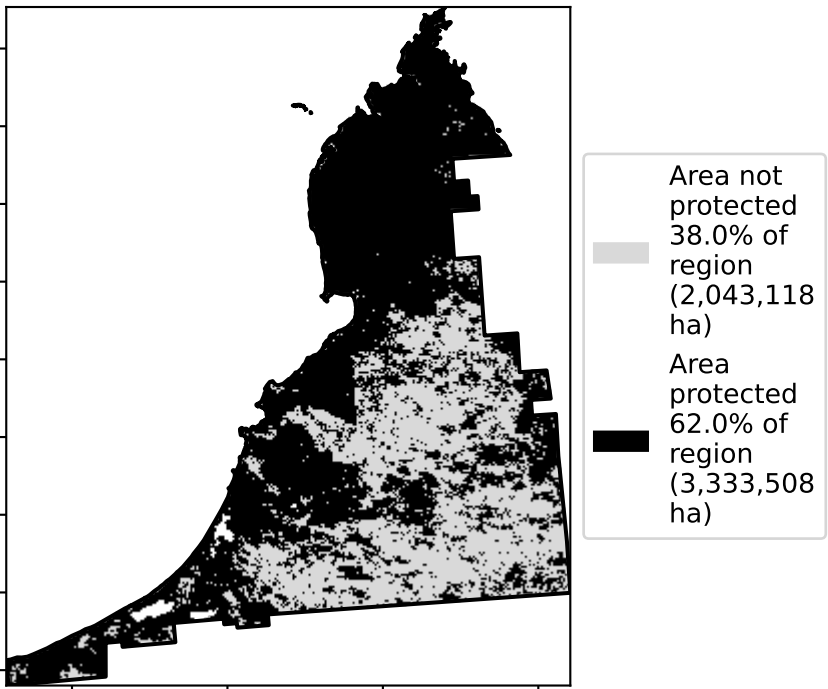 Area not
protected
38.0% of
region
(2,043,118
ha)
Area
protected
62.0% of
region
(3,333,508
ha)